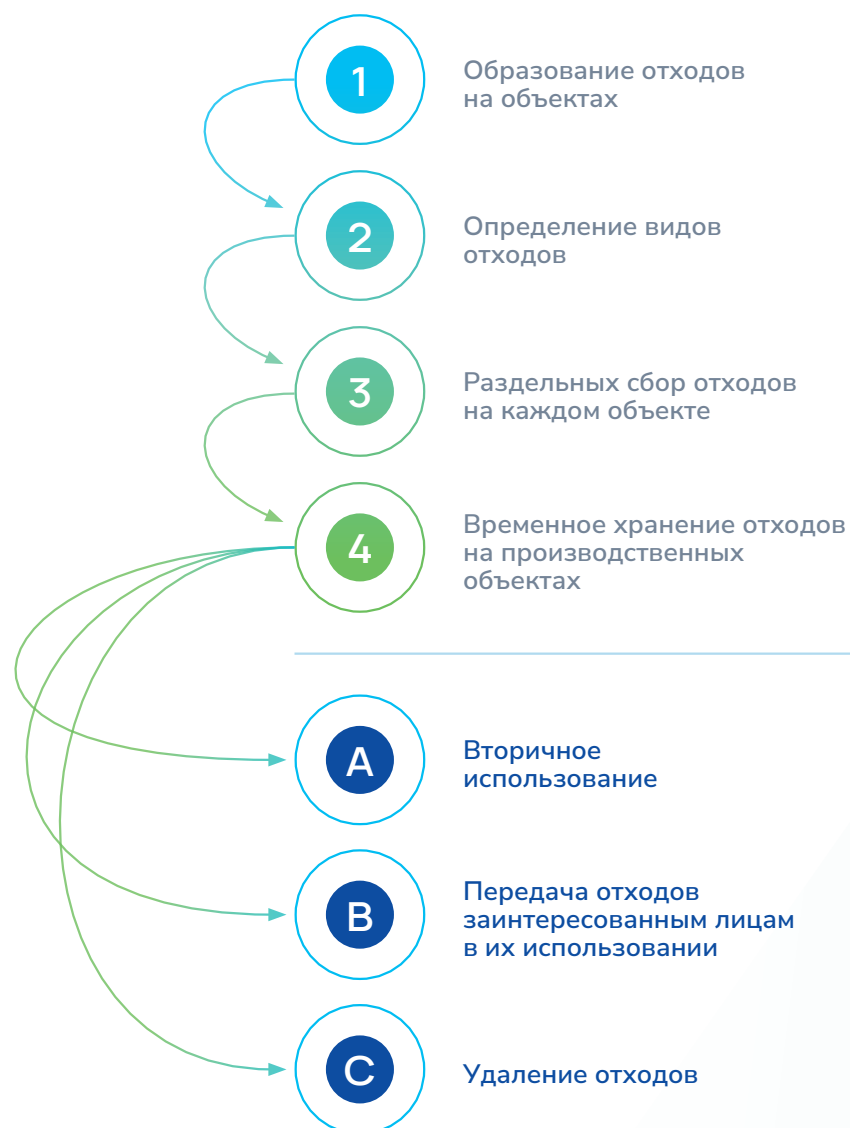 1
Образование отходов
на объектах
2
Определение видов
отходов
3
Раздельных сбор отходов
на каждом объекте
4
Временное хранение отходов
на производственных
объектах
A
Вторичное
использование
B
Передача отходов
заинтересованным лицам
в их использовании
C
Удаление отходов